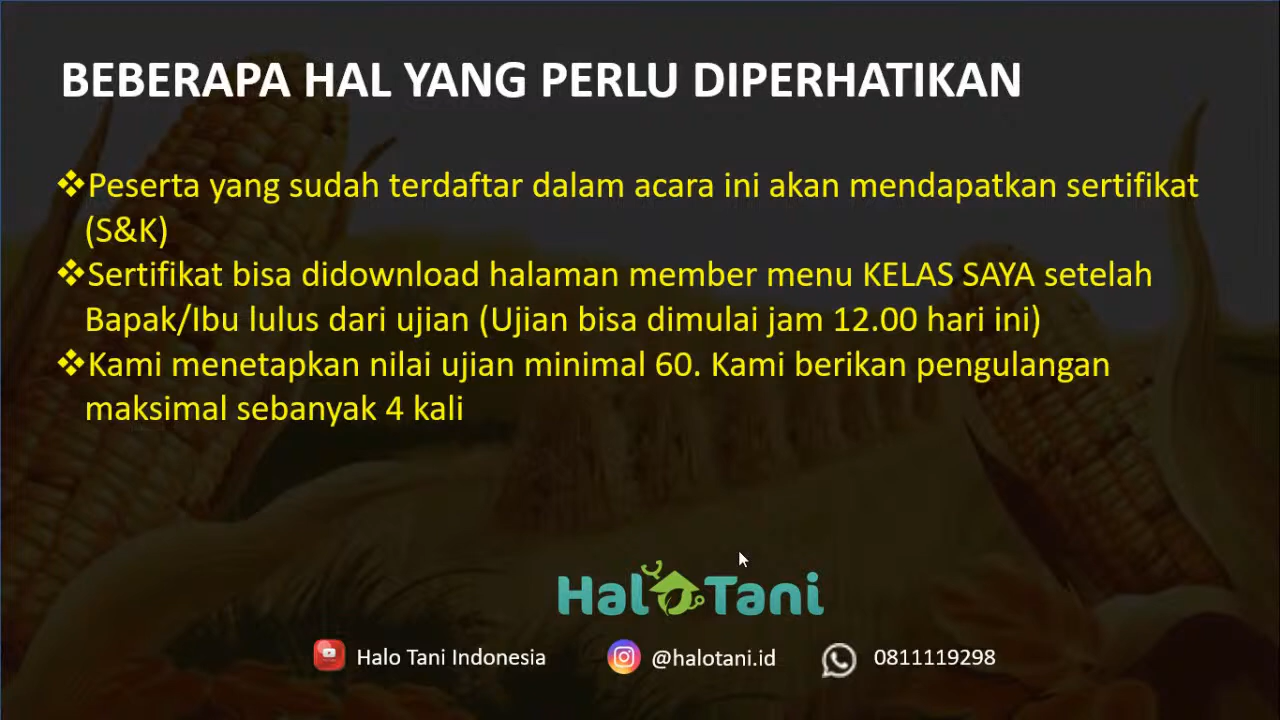 BEBERAPA HAL YANG PERLU DIPERHATIKAN
❖Peserta yang sudah terdaftar dalam acara ini akan mendapatkan sertifikat
(S&K)
❖Sertifikat bisa didownload halaman member menu KELAS SAYA setelah
Bapak/Ibu lulus dari ujian (Ujian bisa dimulai jam 12.00 hari ini)
❖Kami menetapkan nilai ujian minimal 60. Kami berikan pengulangan
maksimal sebanyak 4 kali
Halo Tani
Halo Tani Indonesia @halotani.id 0811119298